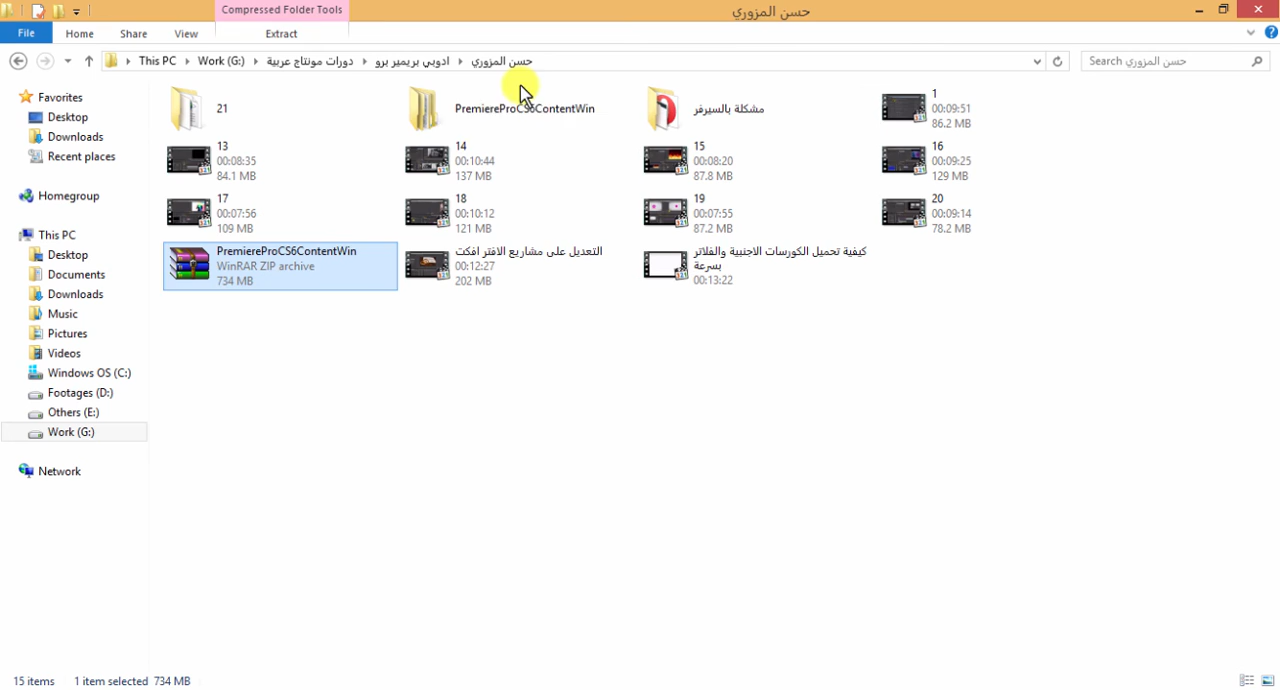 Compressed Folder Tools
حسن المزوري
File
Home
Share
View
Extract
This PC
Work (G:)
دورات مونتاج عربية
ادوبي بريمير برو
حسن المزوري
Search حسن المزوري
Favorites
Desktop
Downloads
Recent places
Homegroup
This PC
Desktop
Documents
Downloads
Music
Pictures
Videos
Windows OS (C:)
Footages (D:)
Others (E:)
Work (G:)
Network
21
PremiereProCS6ContentWin
مشكلة بالسيرفر
1
00:09:51
86.2 MB
13
00:08:35
84.1 MB
14
00:10:44
137 MB
15
00:08:20
87.8 MB
16
00:09:25
129 MB
17
00:07:56
109 MB
18
00:10:12
121 MB
19
00:07:55
87.2 MB
20
00:09:14
78.2 MB
PremiereProCS6ContentWin
WinRAR ZIP archive
734 MB
التعديل على مشاريع الافتر افكت
00:12:27
202 MB
كيفية تحميل الكورسات الاجنبية والفلاتر
بسرعة
00:13:22
15 items
1 item selected 734 MB